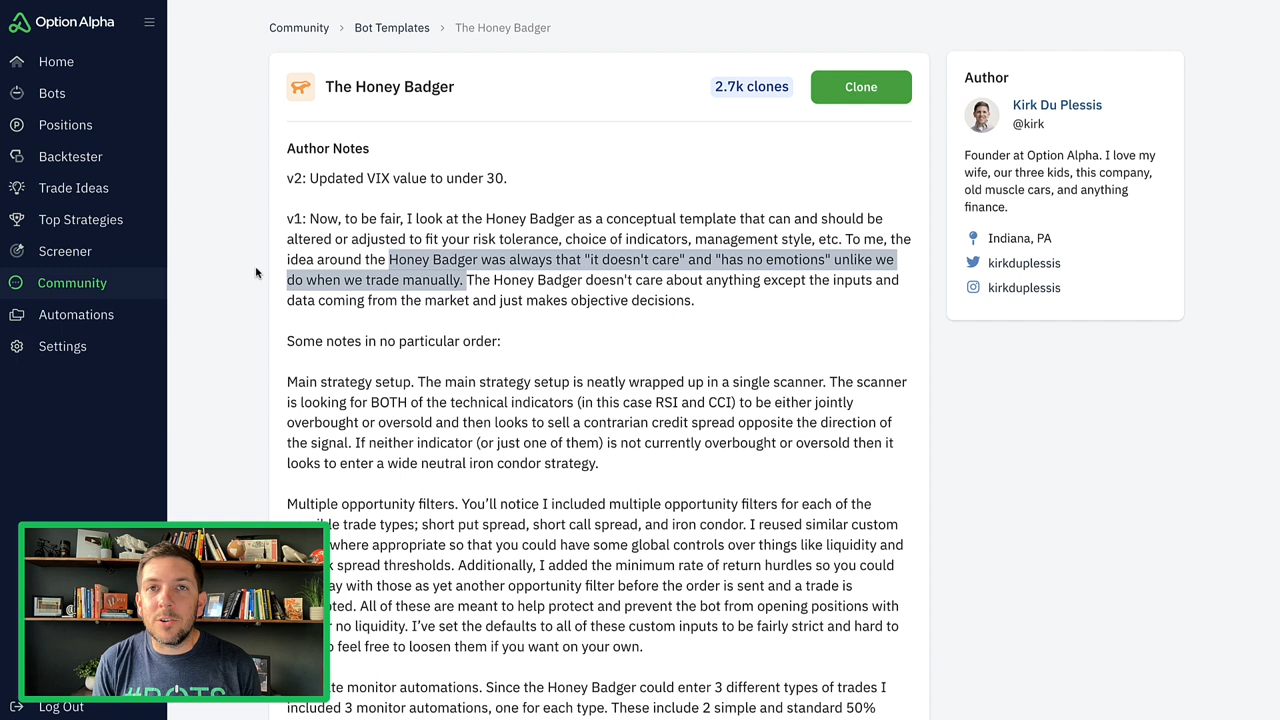 Option Alpha
Home
Bots
Positions
Backtester
Trade Ideas
Top Strategies
Screener
Community
Automations
Settings
Log Out
Community > Bot Templates > The Honey Badger
The Honey Badger
2.7k clones
Clone
Author Notes
v2: Updated VIX value to under 30.
v1: Now, to be fair, I look at the Honey Badger as a conceptual template that can and should be
altered or adjusted to fit your risk tolerance, choice of indicators, management style, etc. To me, the
idea around the Honey Badger was always that "it doesn't care" and "has no emotions" unlike we
do when we trade manually. The Honey Badger doesn't care about anything except the inputs and
data coming from the market and just makes objective decisions.
Some notes in no particular order:
Main strategy setup. The main strategy setup is neatly wrapped up in a single scanner. The scanner
is looking for BOTH of the technical indicators (in this case RSI and CCI) to be either jointly
overbought or oversold and then looks to sell a contrarian credit spread opposite the direction of
the signal. If neither indicator (or just one of them) is not currently overbought or oversold then it
looks to enter a wide neutral iron condor strategy.
Multiple opportunity filters. You'll notice I included multiple opportunity filters for each of the
trade types; short put spread, short call spread, and iron condor. I reused similar custom
where appropriate so that you could have some global controls over things like liquidity and
spread thresholds. Additionally, I added the minimum rate of return hurdles so you could
with those as yet another opportunity filter before the order is sent and a trade is
All of these are meant to help protect and prevent the bot from opening positions with
no liquidity. I've set the defaults to all of these custom inputs to be fairly strict and hard to
feel free to loosen them if you want on your own.
monitor automations. Since the Honey Badger could enter 3 different types of trades I
included 3 monitor automations, one for each type. These include 2 simple and standard 50%
Author
Kirk Du Plessis
@kirk
Founder at Option Alpha. I love my
wife, our three kids, this company,
old muscle cars, and anything
finance.
Indiana, PA
kirkduplessis
kirkduplessis
#BOTS